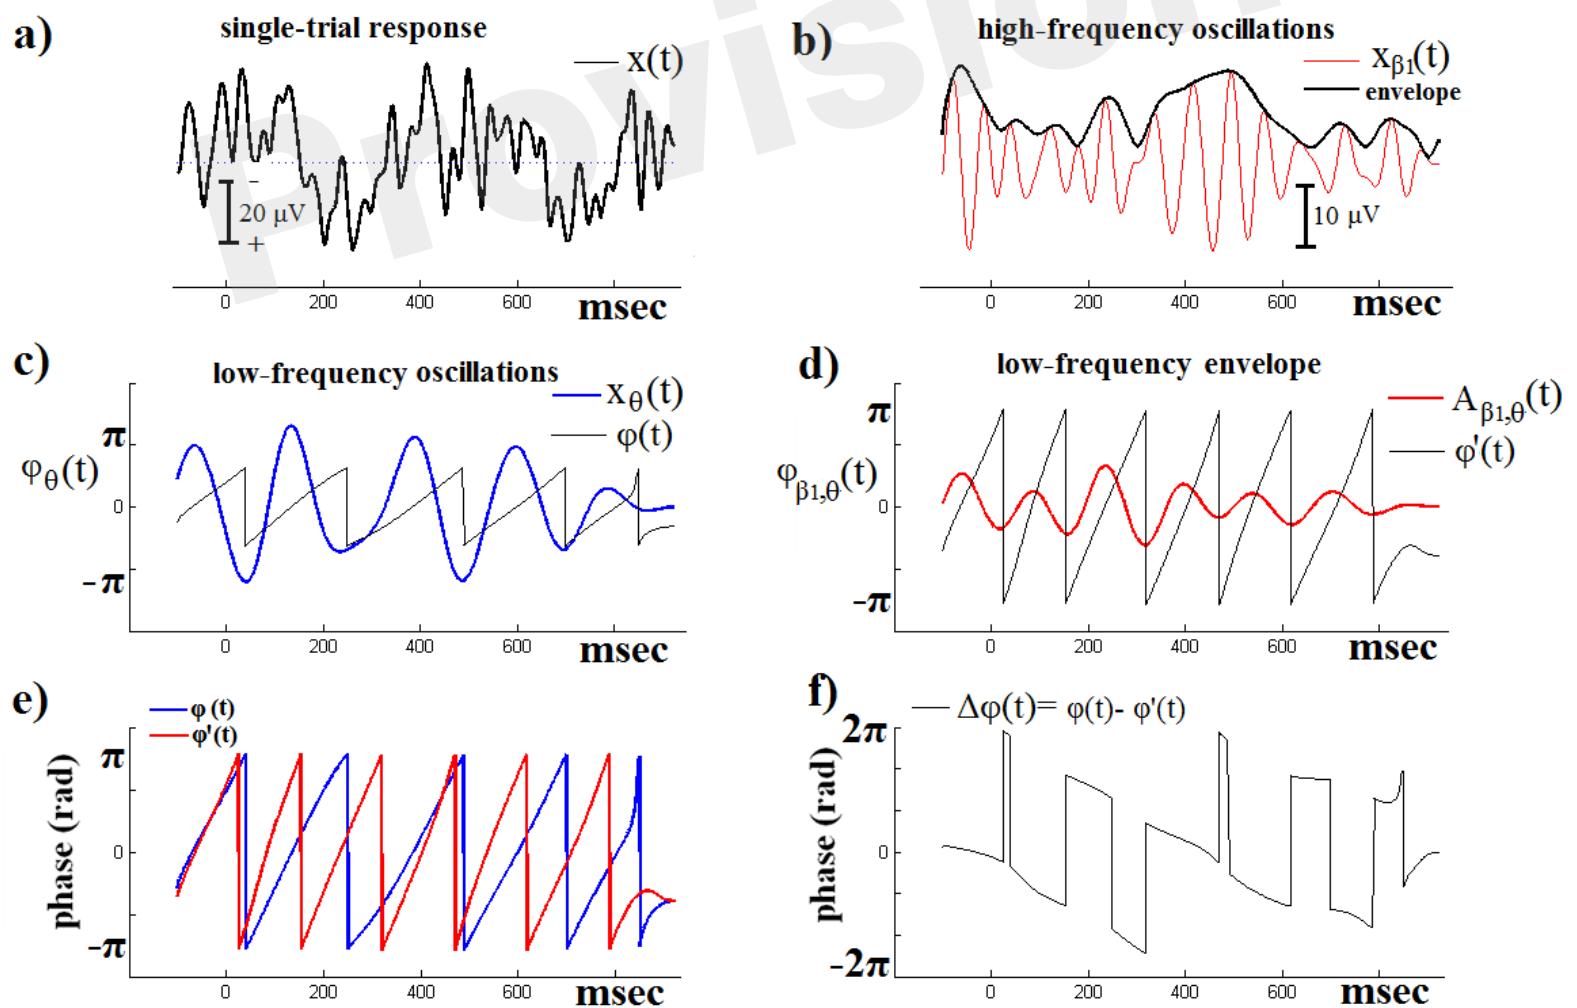 Provision
a)
single-trial response
x(t)
−
20 μV
+
0 200 400 600 msec
b)
high-frequency oscillations
xβ1(t)
envelope
10 μV
0 200 400 600 msec
c)
low-frequency oscillations
xθ(t)
φ(t)
π
φθ(t) 0
-π
0 200 400 600 msec
d)
low-frequency envelope
Aβ1,θ(t)
φ'(t)
π
φβ1,θ(t) 0
-π
0 200 400 600 msec
e)
φ (t)
φ'(t)
π
phase (rad) 0
-π
0 200 400 600 msec
f)
Δφ(t)= φ(t)- φ'(t)
2π
phase (rad) 0
-2π
0 200 400 600 msec